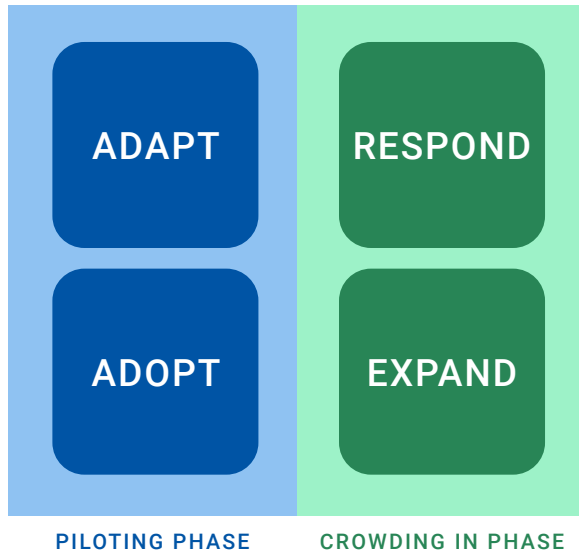 ADAPT
RESPOND
ADOPT
EXPAND
PILOTING PHASE
CROWDING IN PHASE